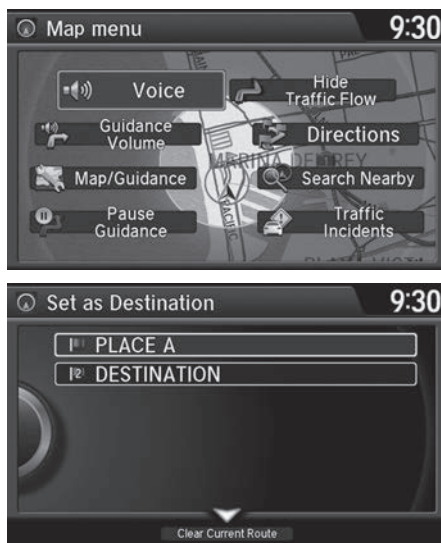 Map menu
9:30
Voice
Hide
Traffic Flow
Guidance
Volume
Directions
Map/Guidance
Search Nearby
Pause
Guidance
Traffic
Incidents
PACIFIC
Set as Destination
9:30
PLACE A
DESTINATION
Clear Current Route